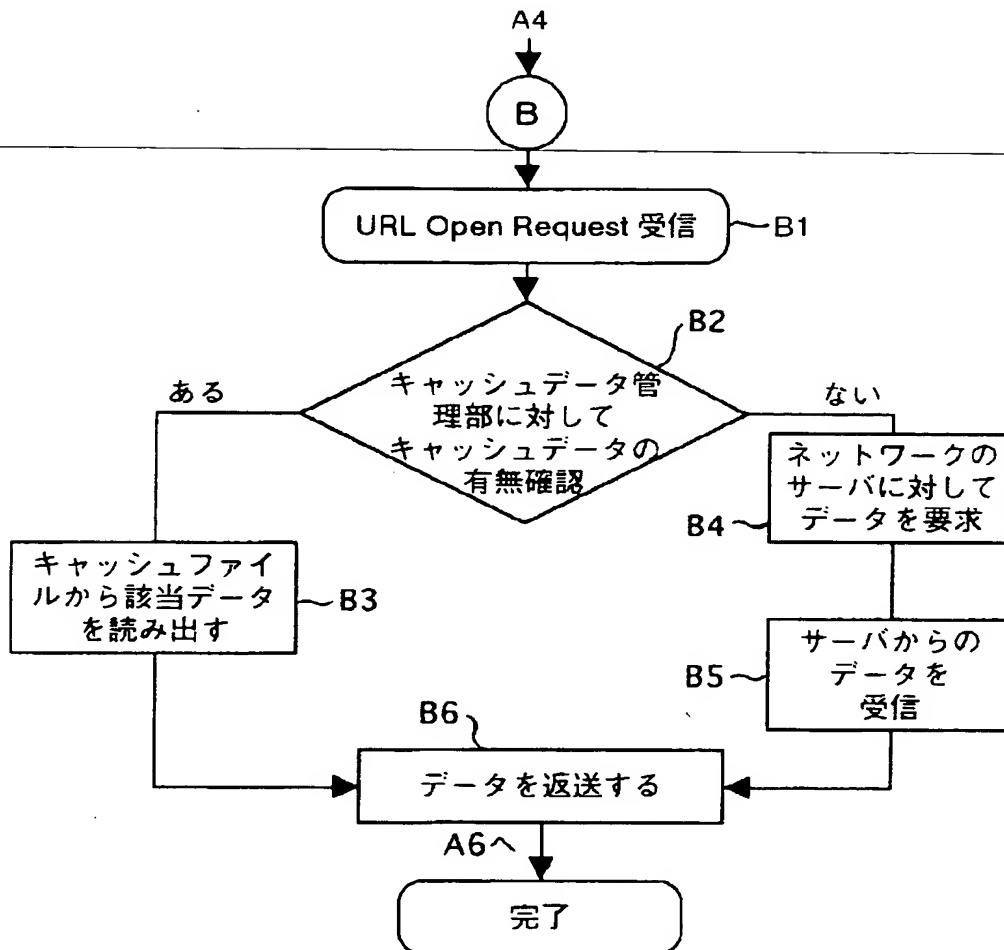 A4
B
URL Open Request 受信
B1
B2
キャッシュデータ管
理部に対して
キャッシュデータの
有無確認
ある
ない
キャッシュファイ
ルから該当データ
を読み出す
B3
ネットワークの
サーバに対して
データを要求
B4
サーバからの
データを
受信
B5
B6
データを返送する
A6へ
完了